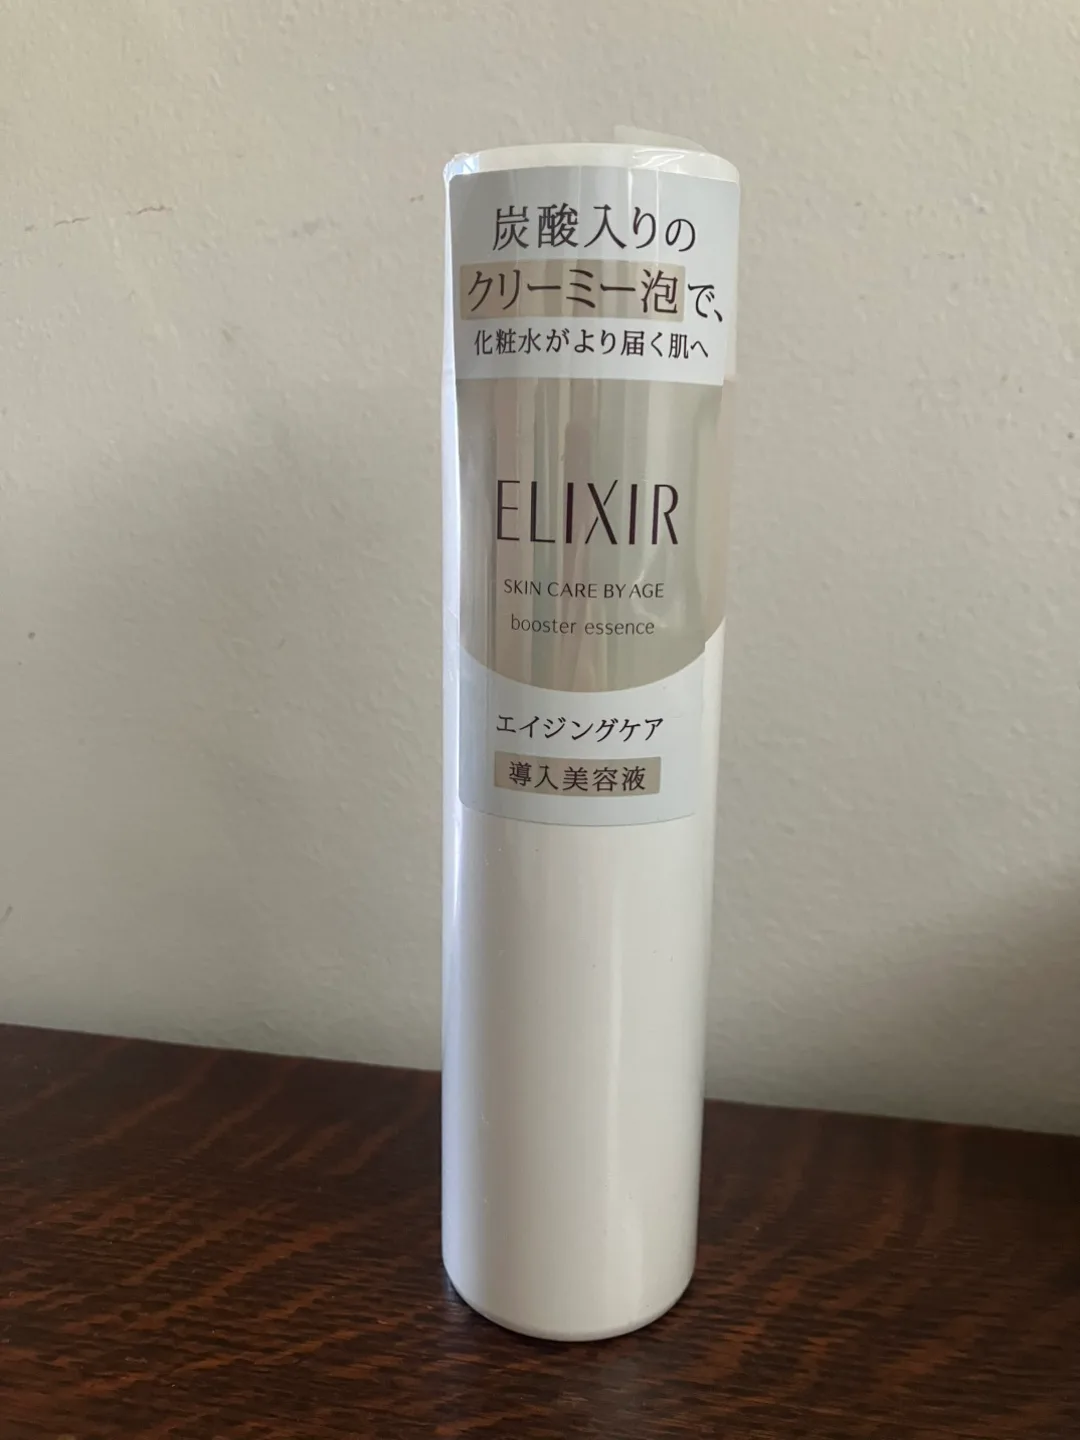 炭酸入りの
クリーミー泡で、
化粧水がより届く肌へ
ELIXIR
SKIN CARE BY AGE
booster essence
エイジングケア
導入美容液